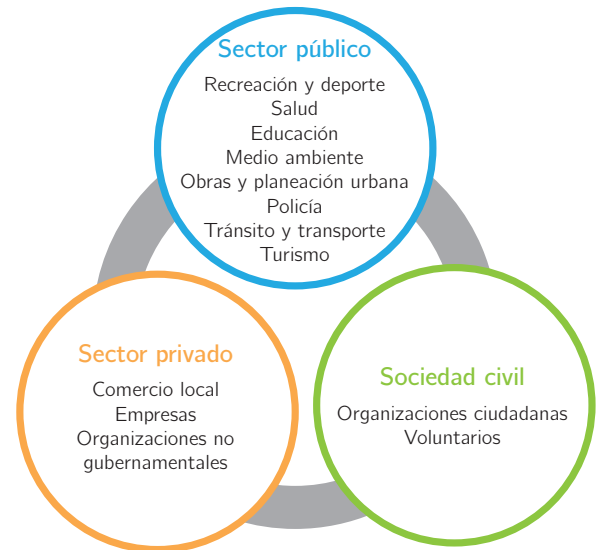 Sector público
Recreación y deporte
Salud
Educación
Medio ambiente
Obras y planeación urbana
Policía
Tránsito y transporte
Turismo
Sector privado
Comercio local
Empresas
Organizaciones no
gubernamentales
Sociedad civil
Organizaciones ciudadanas
Voluntarios